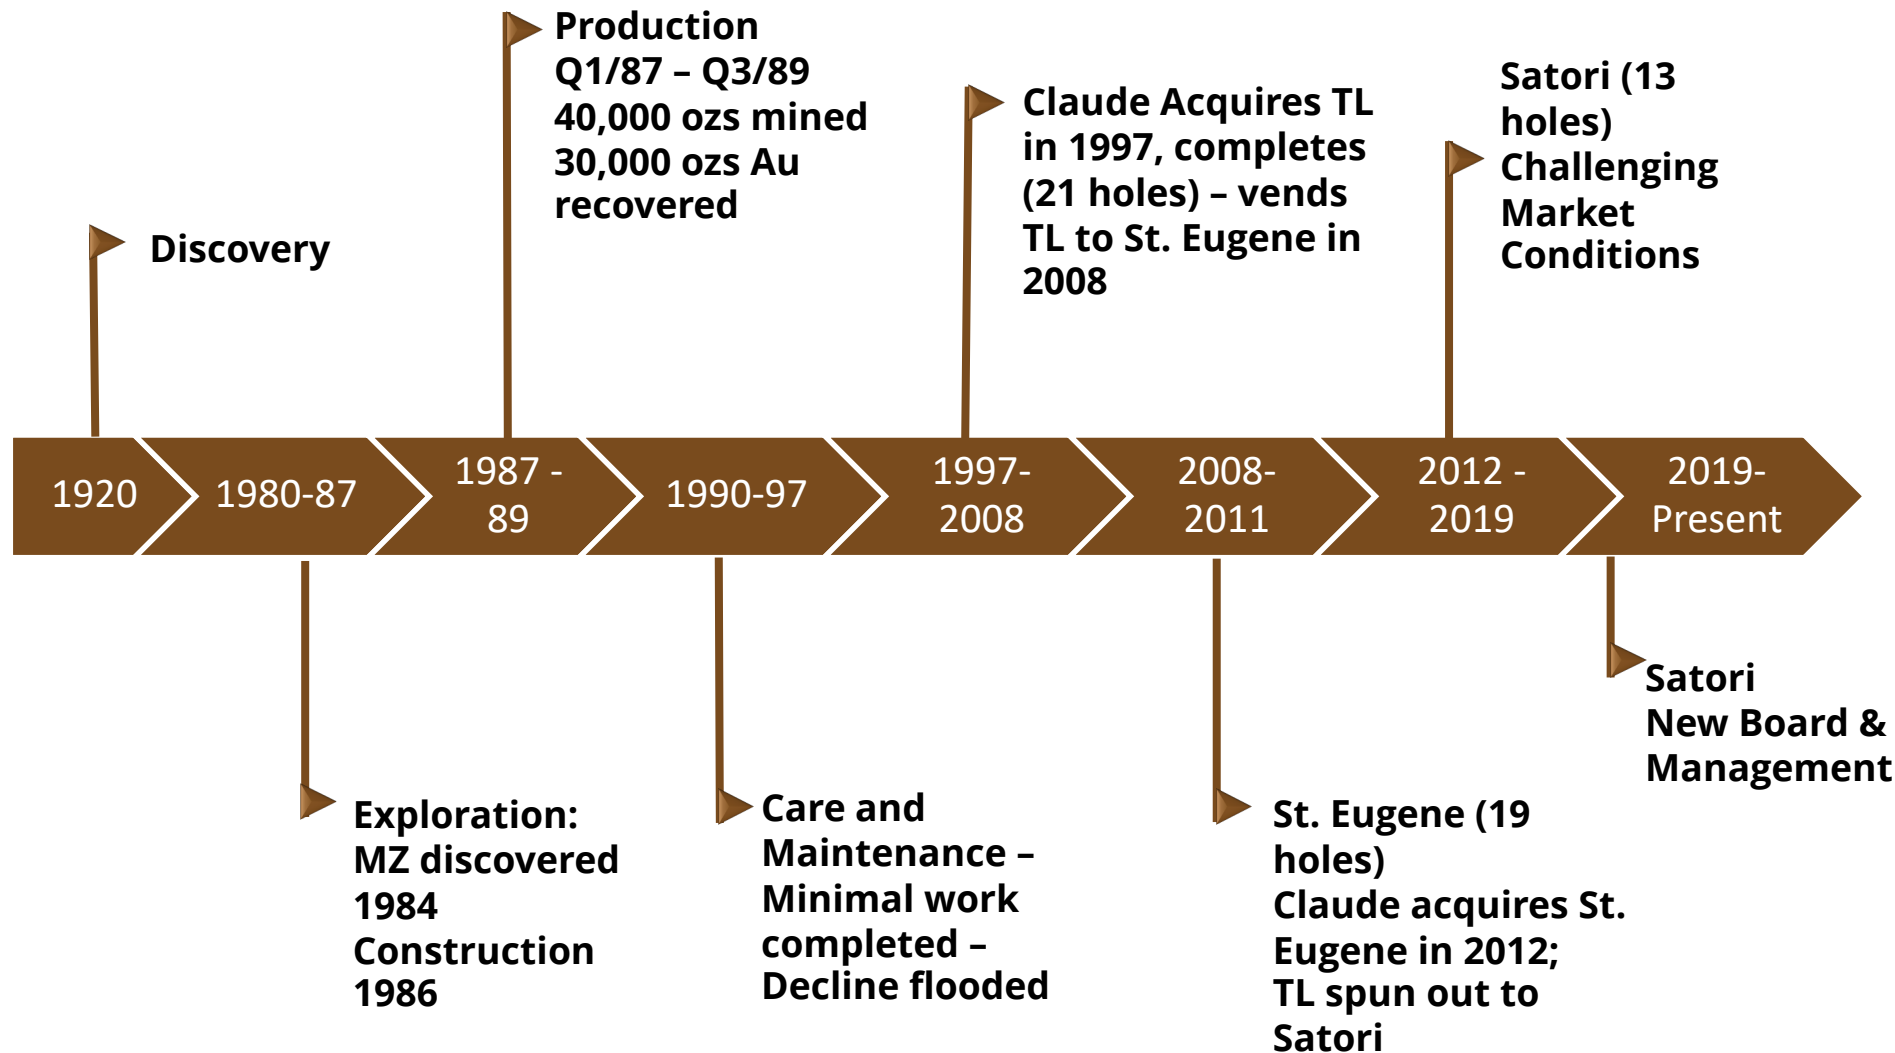 Production
Q1/87 – Q3/89
40,000 ozs mined
30,000 ozs Au
recovered
Satori (13
holes)
Challenging
Market
Conditions
Claude Acquires TL
in 1997, completes
(21 holes) – vends
TL to St. Eugene in
2008
Discovery
1920
1980-87
1987 -
89
1990-97
1997-
2008
2008-
2011
2012 -
2019
2019-
Present
Satori
New Board &
Management
Exploration:
MZ discovered
1984
Construction
1986
Care and
Maintenance –
Minimal work
completed –
Decline flooded
St. Eugene (19
holes)
Claude acquires St.
Eugene in 2012;
TL spun out to
Satori